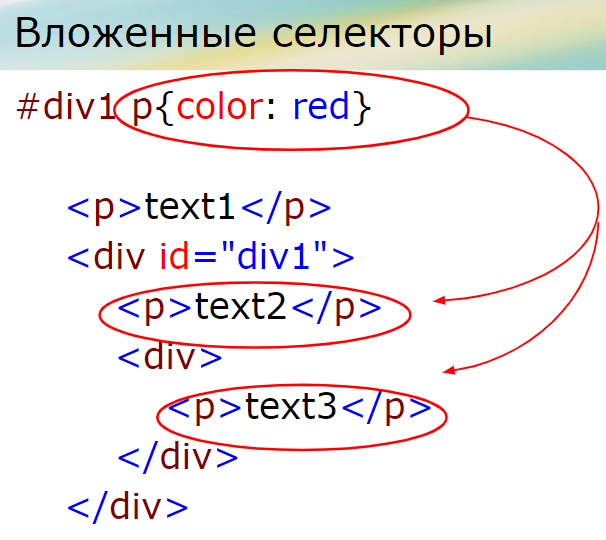 Вложенные селекторы
#div1 p{color: red}
<p>text1</p>
<div id="div1">
<p>text2</p>
<div>
<p>text3</p>
</div>
</div>